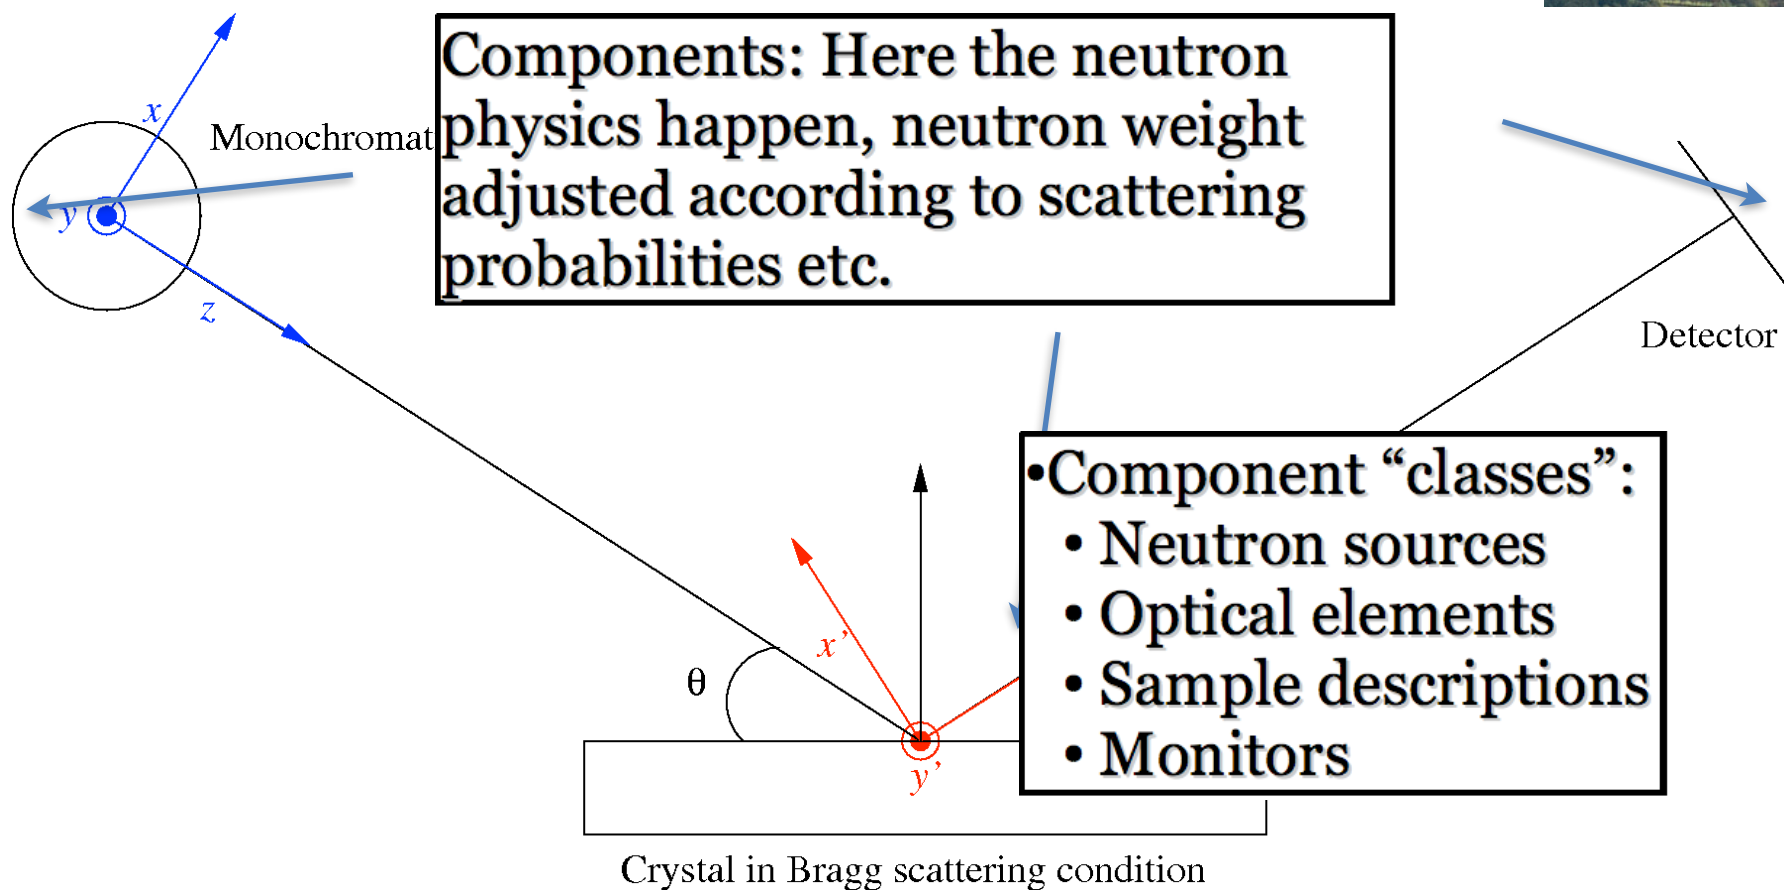 x
Monochromat
y
z
Components: Here the neutron
physics happen, neutron weight
adjusted according to scattering
probabilities etc.
Detector
•Component “classes”:
• Neutron sources
• Optical elements
• Sample descriptions
• Monitors
θ
x’
y’
Crystal in Bragg scattering condition